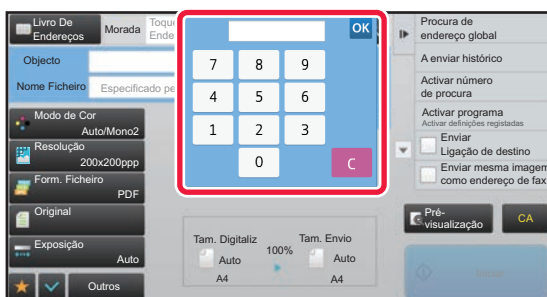 Livro De
Endereços
Morada
Toque
Ende
OK
Procura de
endereço global
Objecto
A enviar histórico
Nome Ficheiro
Especificado pe
7
8
9
Activar número
de procura
4
5
6
Modo de Cor
Auto/Mono2
Activar programa
Activar definições registadas
1
2
3
Enviar
Ligação de destino
Resolução
200x200ppp
0
C
Enviar mesma imagem
como endereço de fax
Form. Ficheiro
PDF
Original
Pré-
visualização
CA
Tam. Digitaliz
100%
Tam. Envio
Auto
A4
Auto
A4
Exposição
Auto
Outros